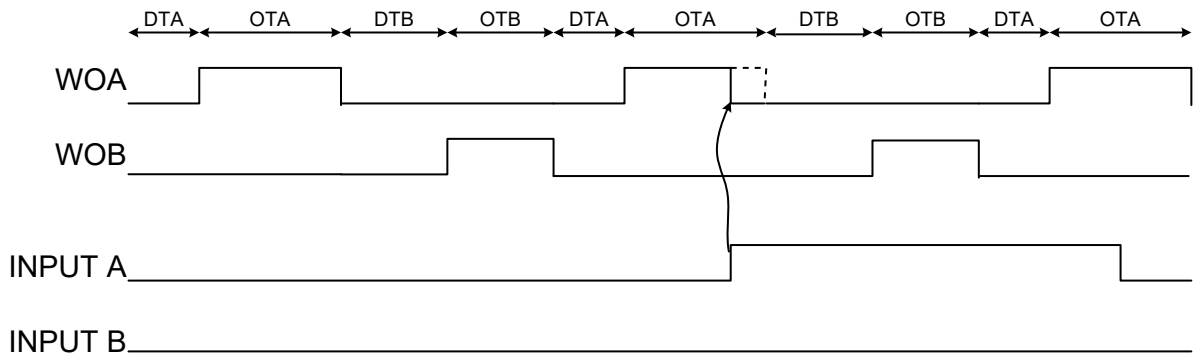 DTA OTA DTB OTB DTA OTA DTB OTB DTA OTA
WOA
WOB
INPUT A
INPUT B